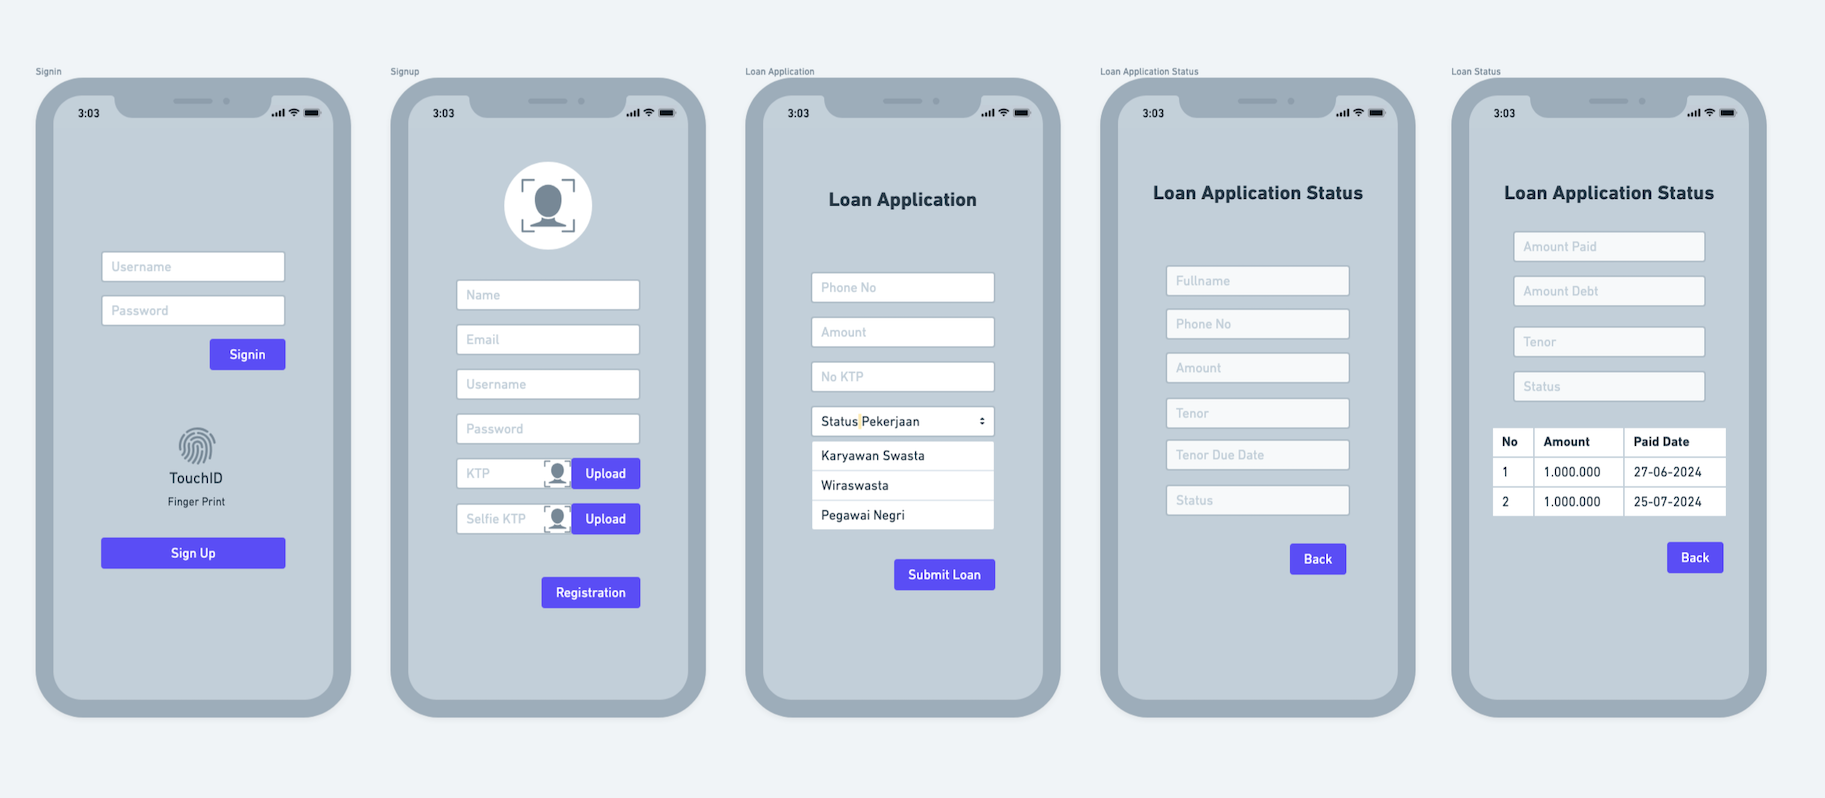 Signin
3:03
Username
Password
Signin
TouchID
Finger Print
Sign Up
Signup
3:03
Name
Email
Username
Password
KTP
Upload
Selfie KTP
Upload
Registration
Loan Application
3:03
Loan Application
Phone No
Amount
No KTP
Status Pekerjaan
Karyawan Swasta
Wiraswasta
Pegawai Negri
Submit Loan
Loan Application Status
3:03
Loan Application Status
Fullname
Phone No
Amount
Tenor
Tenor Due Date
Status
Back
Loan Status
3:03
Loan Application Status
Amount Paid
Amount Debt
Tenor
Status
No Amount Paid Date
1 1.000.000 27-06-2024
2 1.000.000 25-07-2024
Back